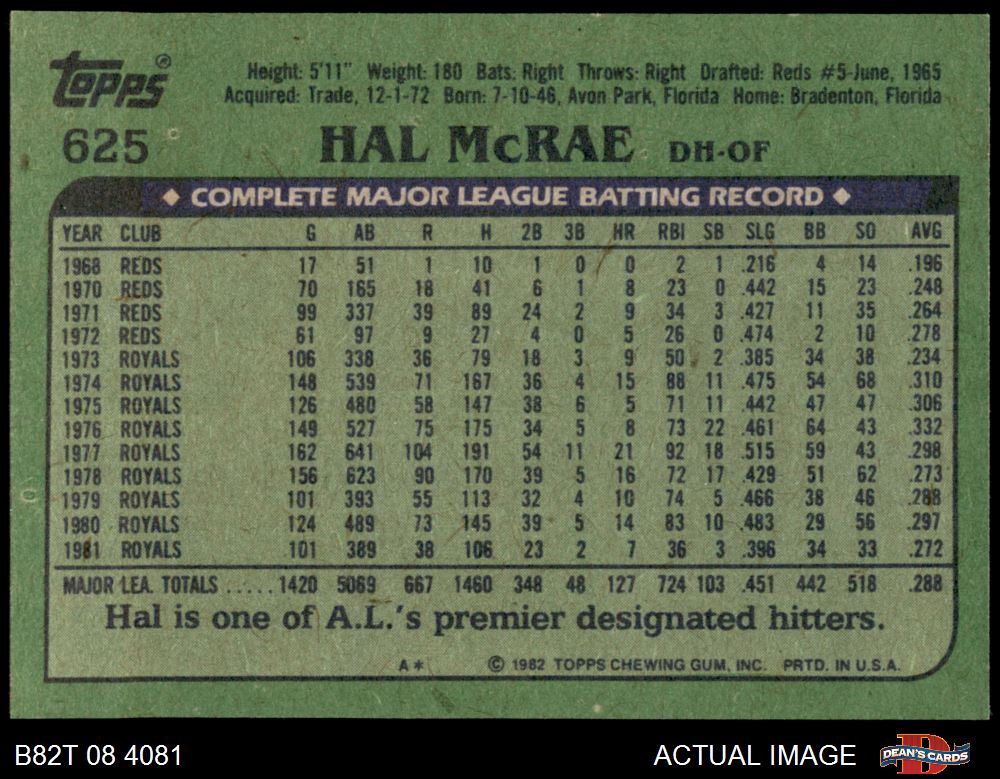 Topps®
Height: 5'11" Weight: 180 Bats: Right Throws: Right Drafted: Reds #5-June, 1965
Acquired: Trade, 12-1-72 Born: 7-10-46, Avon Park, Florida Home: Bradenton, Florida
625 HAL McRAE DH-OF
◆ COMPLETE MAJOR LEAGUE BATTING RECORD ◆
YEAR CLUB G AB R H 2B 3B HR RBI SB SLG BB SO AVG
1968 REDS 17 51 1 10 1 0 0 2 1 .216 4 14 .196
1970 REDS 70 165 18 41 6 1 8 23 0 .442 15 23 .248
1971 REDS 99 337 39 89 24 2 9 34 3 .427 11 35 .264
1972 REDS 61 97 9 27 4 0 5 26 0 .474 2 10 .278
1973 ROYALS 106 338 36 79 18 3 9 50 2 .385 34 38 .234
1974 ROYALS 148 539 71 167 36 4 15 88 11 .475 54 68 .310
1975 ROYALS 126 480 58 147 38 6 5 71 11 .442 47 47 .306
1976 ROYALS 149 527 75 175 34 5 8 73 22 .461 64 43 .332
1977 ROYALS 162 641 104 191 54 11 21 92 18 .515 59 43 .298
1978 ROYALS 156 623 90 170 39 5 16 72 17 .429 51 62 .273
1979 ROYALS 101 393 55 113 32 4 10 74 5 .466 38 46 .288
1980 ROYALS 124 489 73 145 39 5 14 83 10 .483 29 56 .297
1981 ROYALS 101 389 38 106 23 2 7 36 3 .396 34 33 .272
MAJOR LEA. TOTALS ..... 1420 5069 667 1460 348 48 127 724 103 .451 442 518 .288
Hal is one of A.L.'s premier designated hitters.
A* © 1982 TOPPS CHEWING GUM, INC. PRTD. IN U.S.A.
B82T 08 4081 ACTUAL IMAGE DEAN'S CARDS